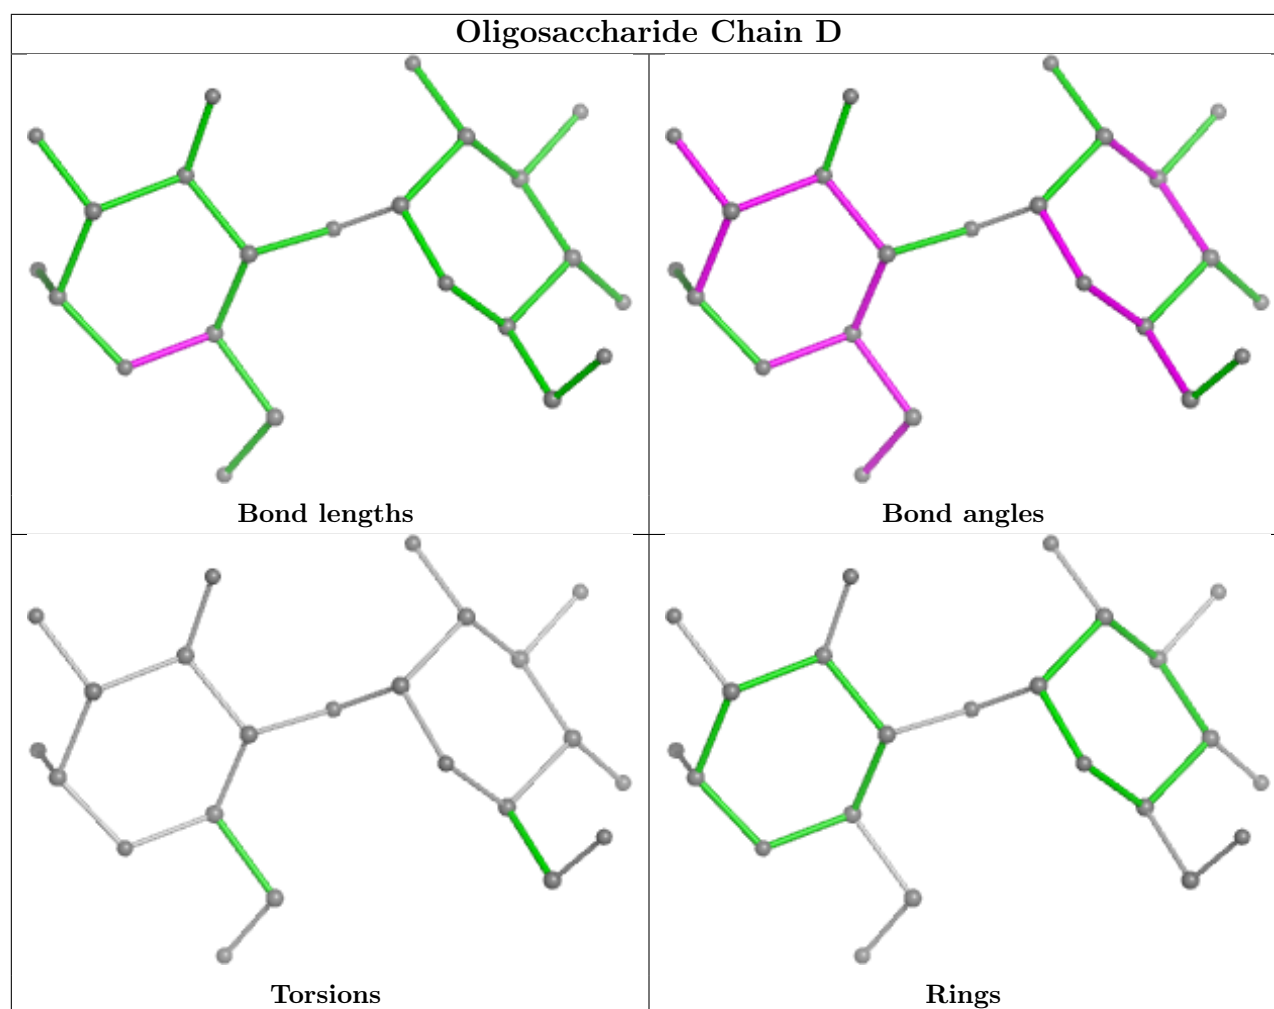 Oligosaccharide Chain D
Bond lengths
Bond angles
Torsions
Rings